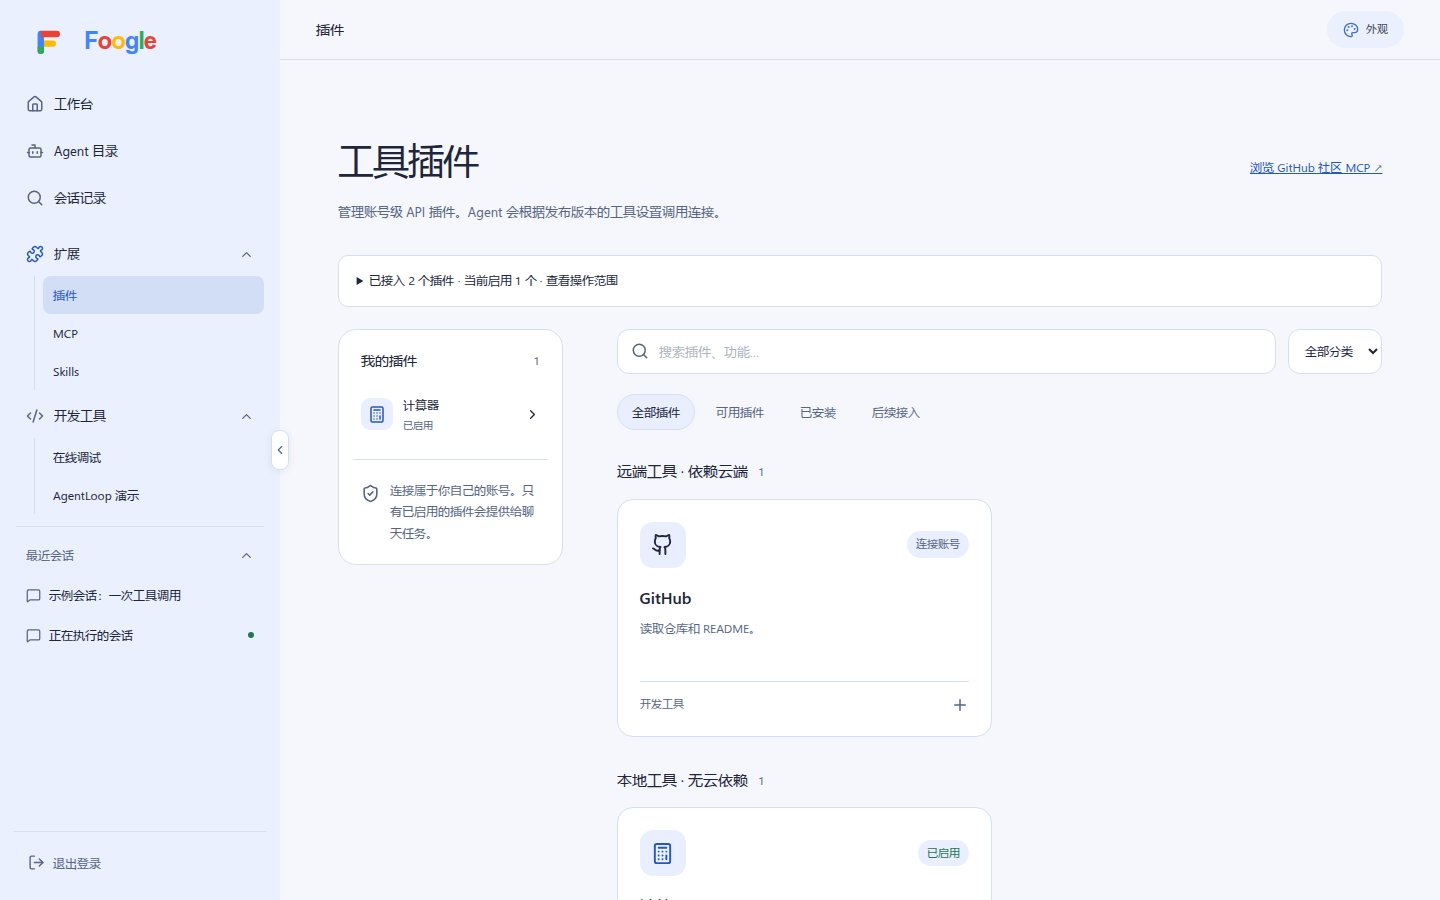 Foogle
工作台
Agent 目录
会话记录
扩展
插件
MCP
Skills
开发工具
在线调试
AgentLoop 演示
最近会话
示例会话：一次工具调用
正在执行的会话
退出登录
插件
外观
工具插件
浏览 GitHub 社区 MCP ↗
管理账号级 API 插件。Agent 会根据发布版本的工具设置调用连接。
▶ 已接入 2 个插件 · 当前启用 1 个 · 查看操作范围
我的插件 1
计算器
已启用
连接属于你自己的账号。只
有已启用的插件会提供给聊
天任务。
搜索插件、功能...
全部分类
全部插件 可用插件 已安装 后续接入
远端工具 · 依赖云端 1
连接账号
GitHub
读取仓库和 README。
开发工具
本地工具 · 无云依赖 1
已启用